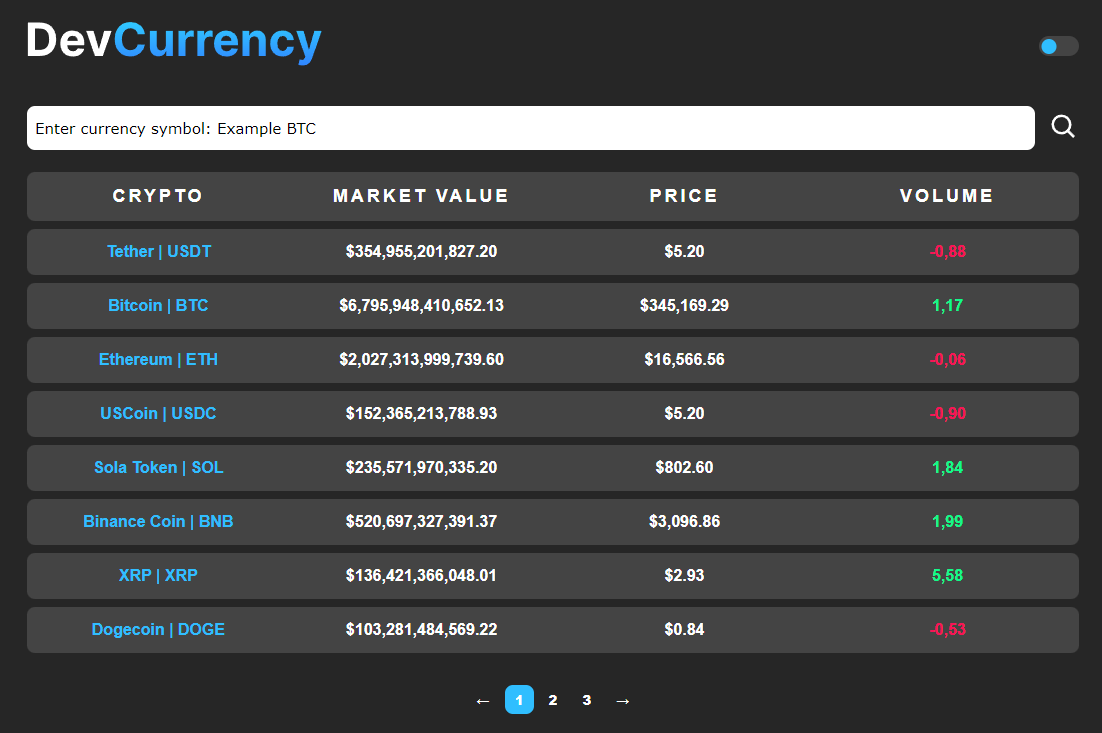 DevCurrency
Enter currency symbol: Example BTC
CRYPTO MARKET VALUE PRICE VOLUME
Tether | USDT $354,955,201,827.20 $5.20 -0,88
Bitcoin | BTC $6,795,948,410,652.13 $345,169.29 1,17
Ethereum | ETH $2,027,313,999,739.60 $16,566.56 -0,06
USCoin | USDC $152,365,213,788.93 $5.20 -0,90
Sola Token | SOL $235,571,970,335.20 $802.60 1,84
Binance Coin | BNB $520,697,327,391.37 $3,096.86 1,99
XRP | XRP $136,421,366,048.01 $2.93 5,58
Dogecoin | DOGE $103,281,484,569.22 $0.84 -0,53
← 1 2 3 →